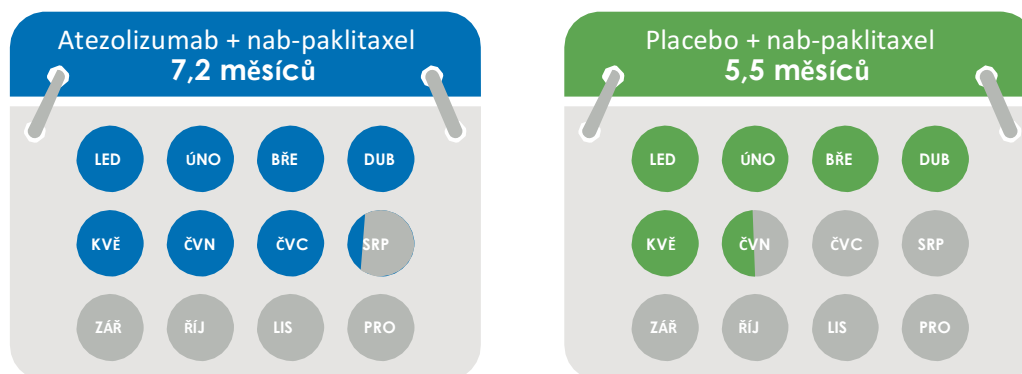 Atezolizumab + nab-paklitaxel
7,2 měsíců
LED ÚNO BŘE DUB
KVĚ ČVN ČVC SRP
ZÁŘ ŘÍJ LIS PRO
Placebo + nab-paklitaxel
5,5 měsíců
LED ÚNO BŘE DUB
KVĚ ČVN ČVC SRP
ZÁŘ ŘÍJ LIS PRO